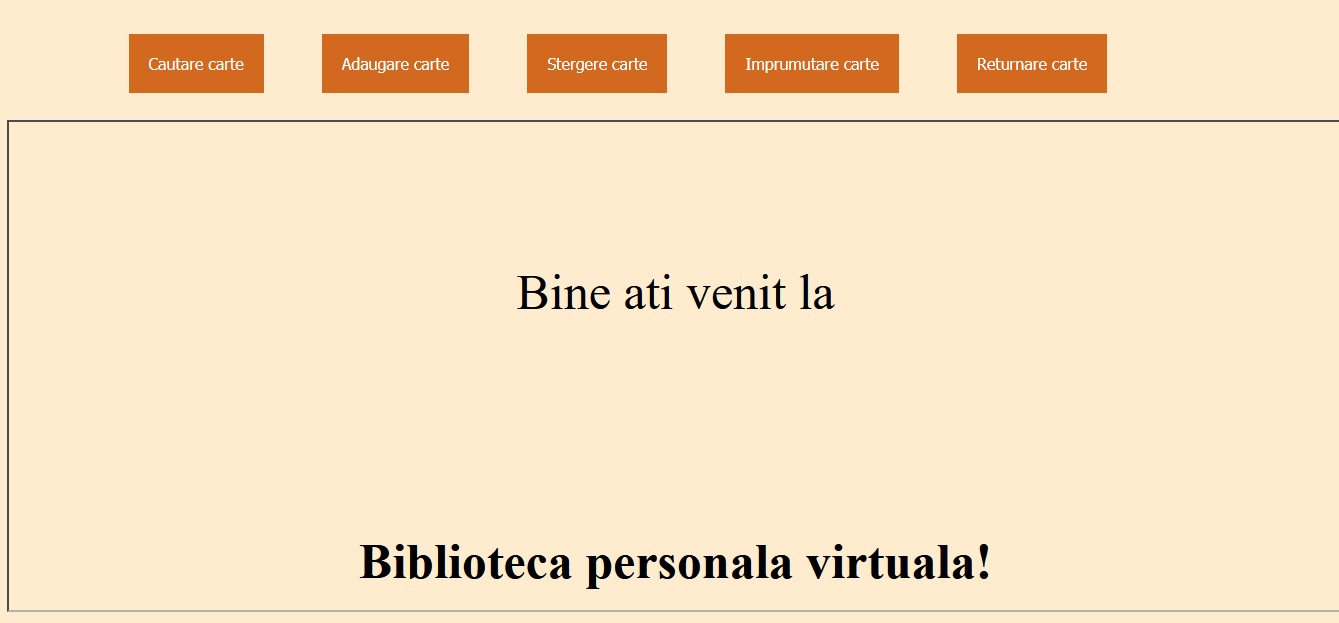 Cautare carte Adaugare carte Stergere carte Imprumutare carte Returnare carte
Bine ati venit la
Biblioteca personala virtuala!